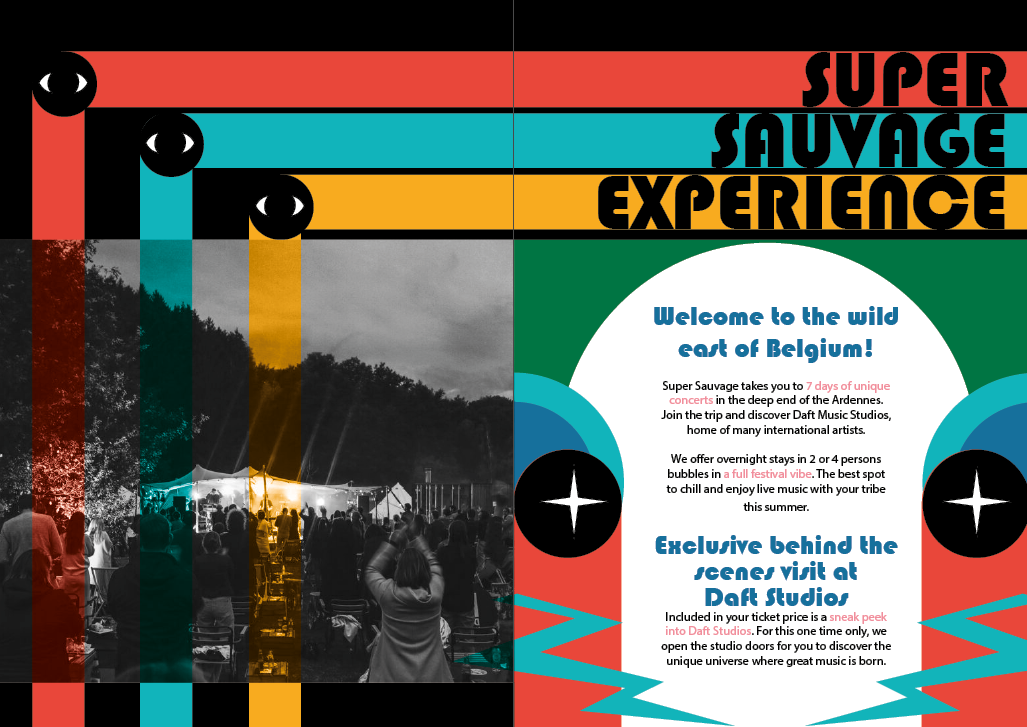 SUPER
SAUVAGE
EXPERIENCE
Welcome to the wild
east of Belgium!
Super Sauvage takes you to 7 days of unique
concerts in the deep end of the Ardennes.
Join the trip and discover Daft Music Studios,
home of many international artists.
We offer overnight stays in 2 or 4 persons
bubbles in a full festival vibe. The best spot
to chill and enjoy live music with your tribe
this summer.
Exclusive behind the
scenes visit at
Daft Studios
Included in your ticket price is a sneak peek
into Daft Studios. For this one time only, we
open the studio doors for you to discover the
unique universe where great music is born.